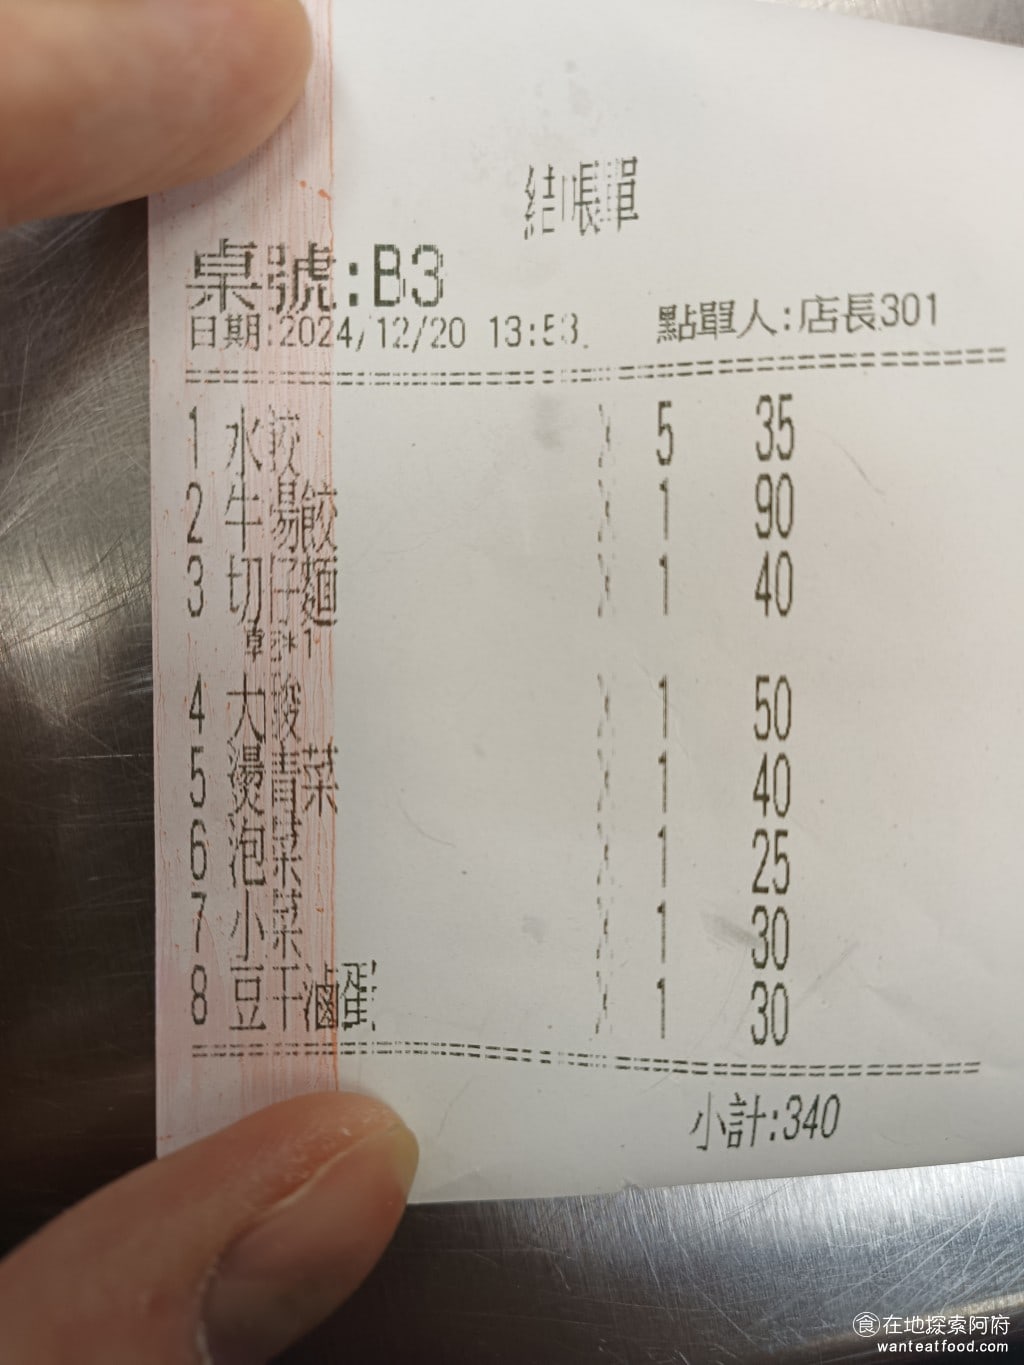 結帳單
桌號:B3
日期:2024/12/20 13:53 點單人:店長301
1 水餃 X 5 35
2 牛湯餃 X 1 90
3 切仔麵 X 1 40
4 大酸 X 1 50
5 燙青菜 X 1 40
6 泡菜 X 1 25
7 小菜 X 1 30
8 豆干滷蛋 X 1 30
小計:340
食在地探索阿府
wanteatfood.com